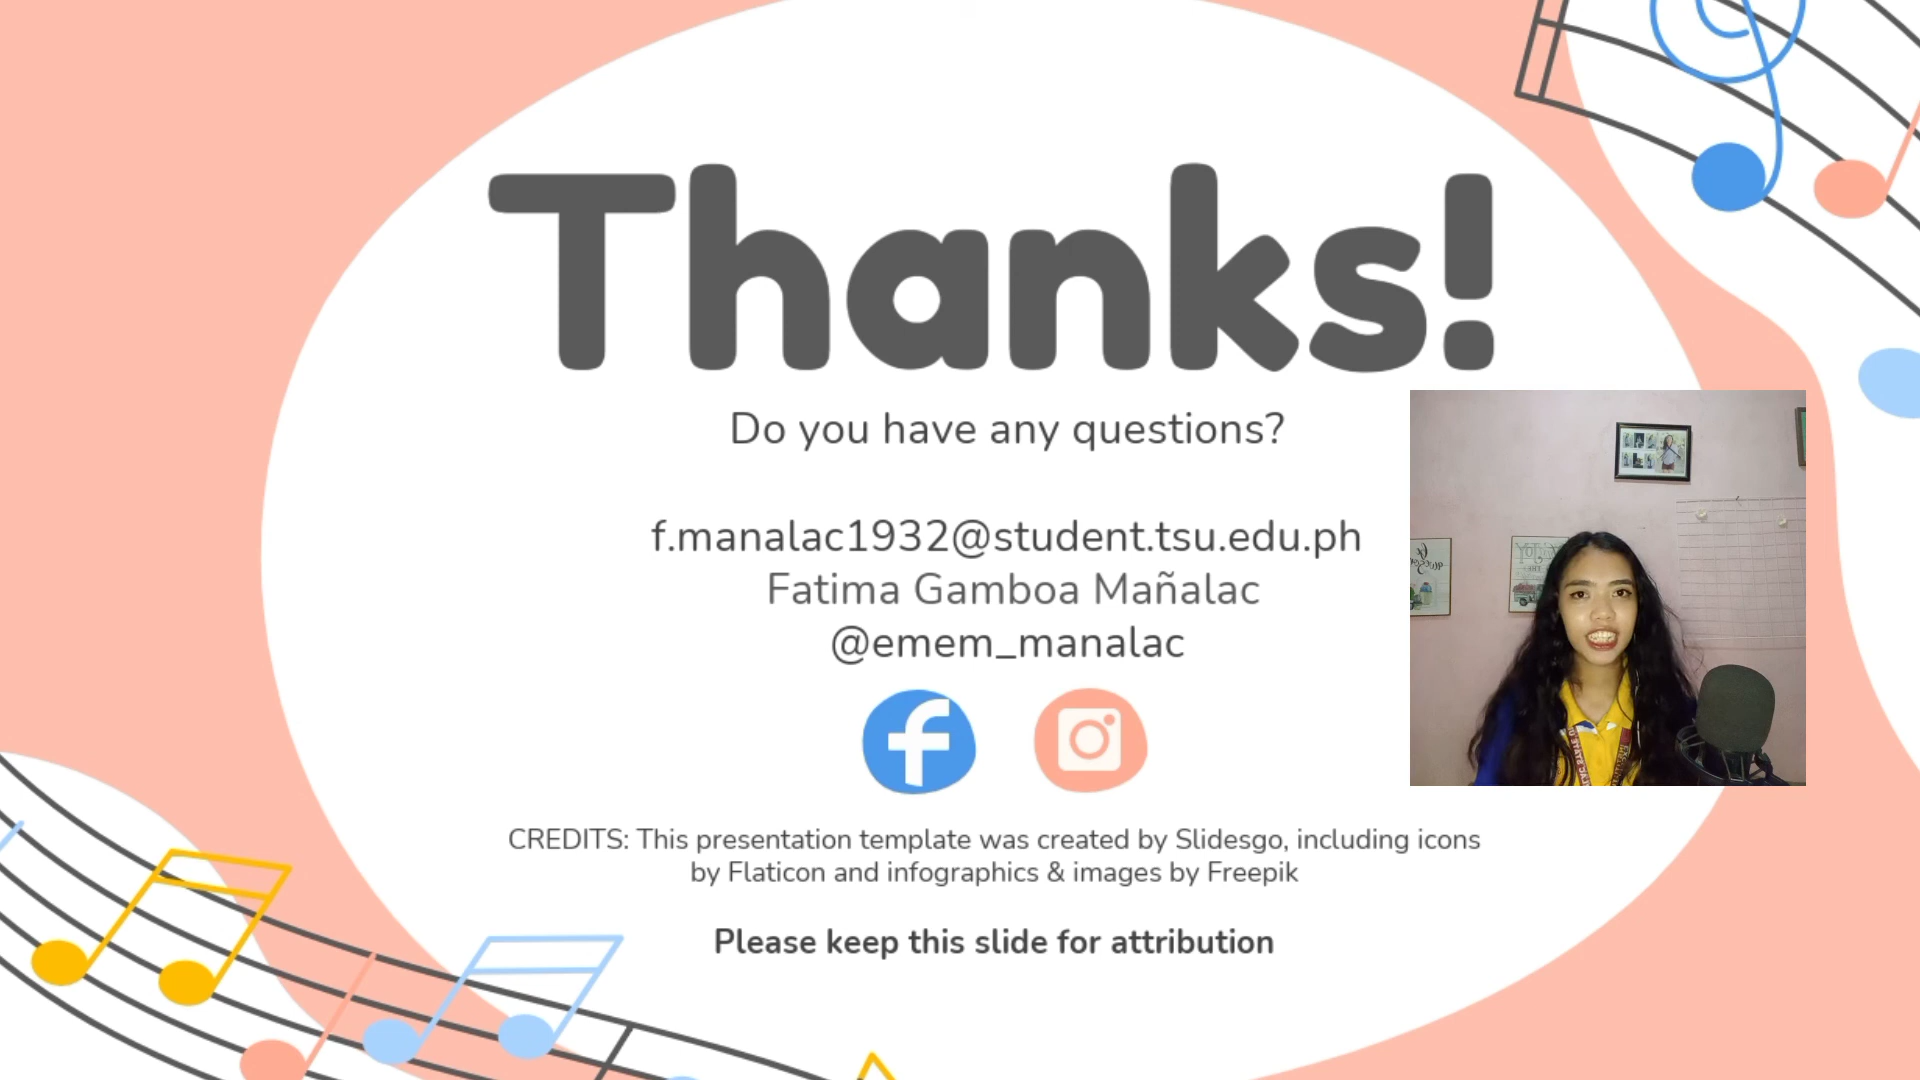 Thanks!
Do you have any questions?
f.manalac1932@student.tsu.edu.ph
Fatima Gamboa Mañalac
@emem_manalac
CREDITS: This presentation template was created by Slidesgo, including icons
by Flaticon and infographics & images by Freepik
Please keep this slide for attribution